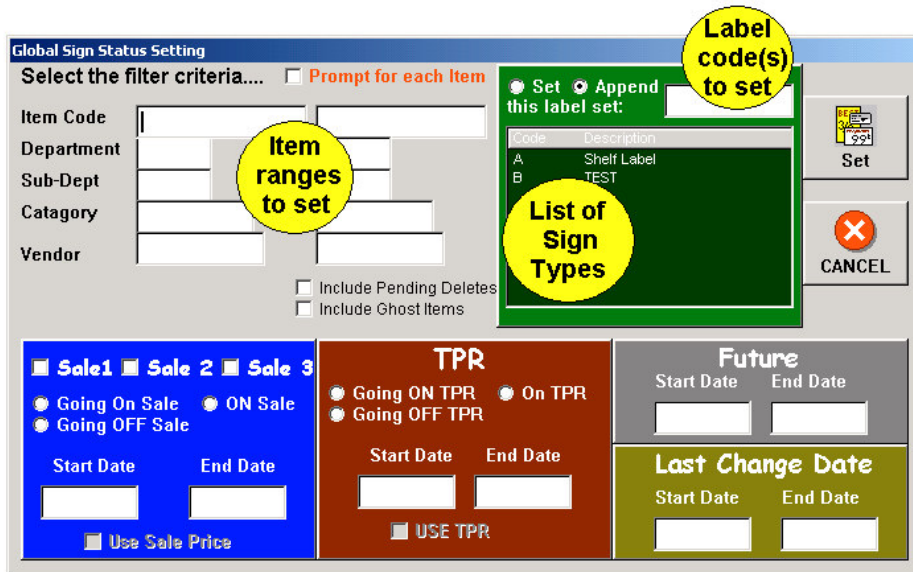 Global Sign Status Setting
Select the filter criteria.... Prompt for each Item
Label
code(s)
to set
Set Append
this label set:
Item Code
Department
Sub-Dept
Catagory
Vendor
Item
ranges
to set
Code Description
A Shelf Label
B TEST
List of
Sign
Types
Set
CANCEL
Include Pending Deletes
Include Ghost Items
Sale1 Sale 2 Sale 3
Going On Sale ON Sale
Going OFF Sale
Start Date End Date
Use Sale Price
TPR
Going ON TPR On TPR
Going OFF TPR
Start Date End Date
USE TPR
Future
Start Date End Date
Last Change Date
Start Date End Date